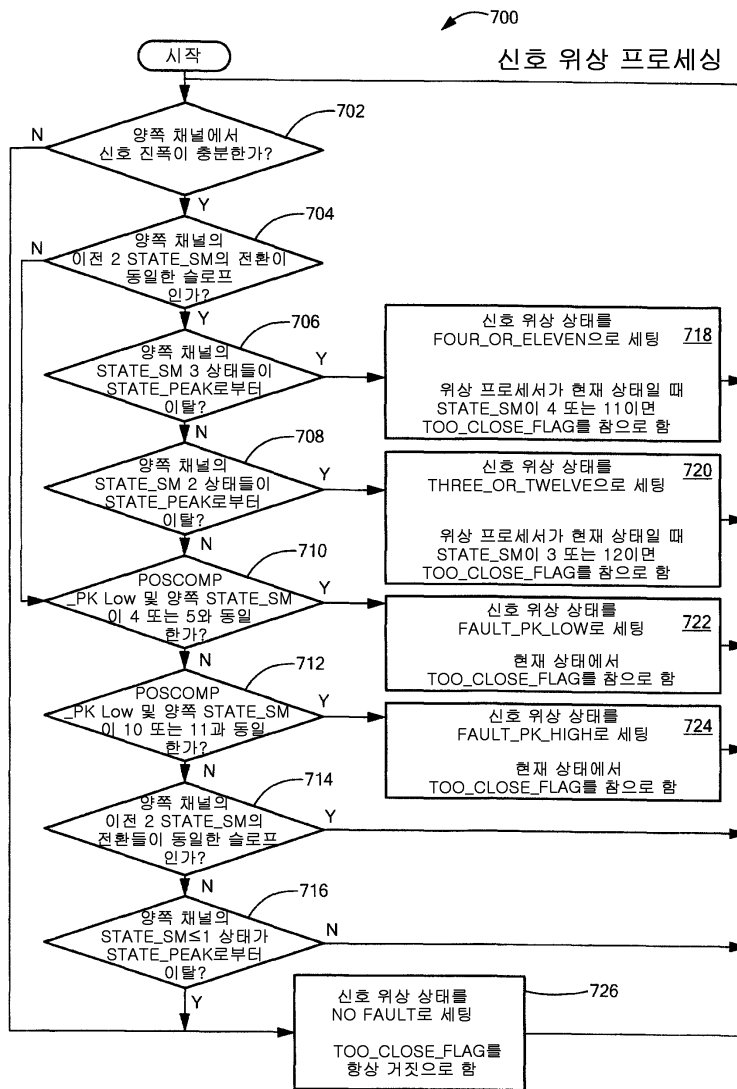 700
시작
신호 위상 프로세싱
702
N
양쪽 채널에서
신호 진폭이 충분한가?
Y
704
N
양쪽 채널의
이전 2 STATE_SM의 전환이
동일한 슬로프
인가?
Y
706
양쪽 채널의
STATE_SM 3 상태들이
STATE_PEAK로부터
이탈?
Y
신호 위상 상태를
FOUR_OR_ELEVEN으로 세팅
718
위상 프로세서가 현재 상태일 때
STATE_SM이 4 또는 11이면
TOO_CLOSE_FLAG를 참으로 함
N
708
양쪽 채널의
STATE_SM 2 상태들이
STATE_PEAK로부터
이탈?
Y
신호 위상 상태를
THREE_OR_TWELVE으로 세팅
720
위상 프로세서가 현재 상태일 때
STATE_SM이 3 또는 12이면
TOO_CLOSE_FLAG를 참으로 함
N
710
POSCOMP
_PK Low 및 양쪽 STATE_SM
이 4 또는 5와 동일
한가?
Y
신호 위상 상태를
FAULT_PK_LOW로 세팅
722
현재 상태에서
TOO_CLOSE_FLAG를 참으로 함
N
712
POSCOMP
_PK Low 및 양쪽 STATE_SM
이 10 또는 11과 동일
한가?
Y
신호 위상 상태를
FAULT_PK_HIGH로 세팅
724
현재 상태에서
TOO_CLOSE_FLAG를 참으로 함
N
714
양쪽 채널의
이전 2 STATE_SM의
전환들이 동일한 슬로프
인가?
Y
N
716
양쪽 채널의
STATE_SM≤1 상태가
STATE_PEAK로부터
이탈?
N
Y
726
신호 위상 상태를
NO FAULT로 세팅
TOO_CLOSE_FLAG를
항상 거짓으로 함